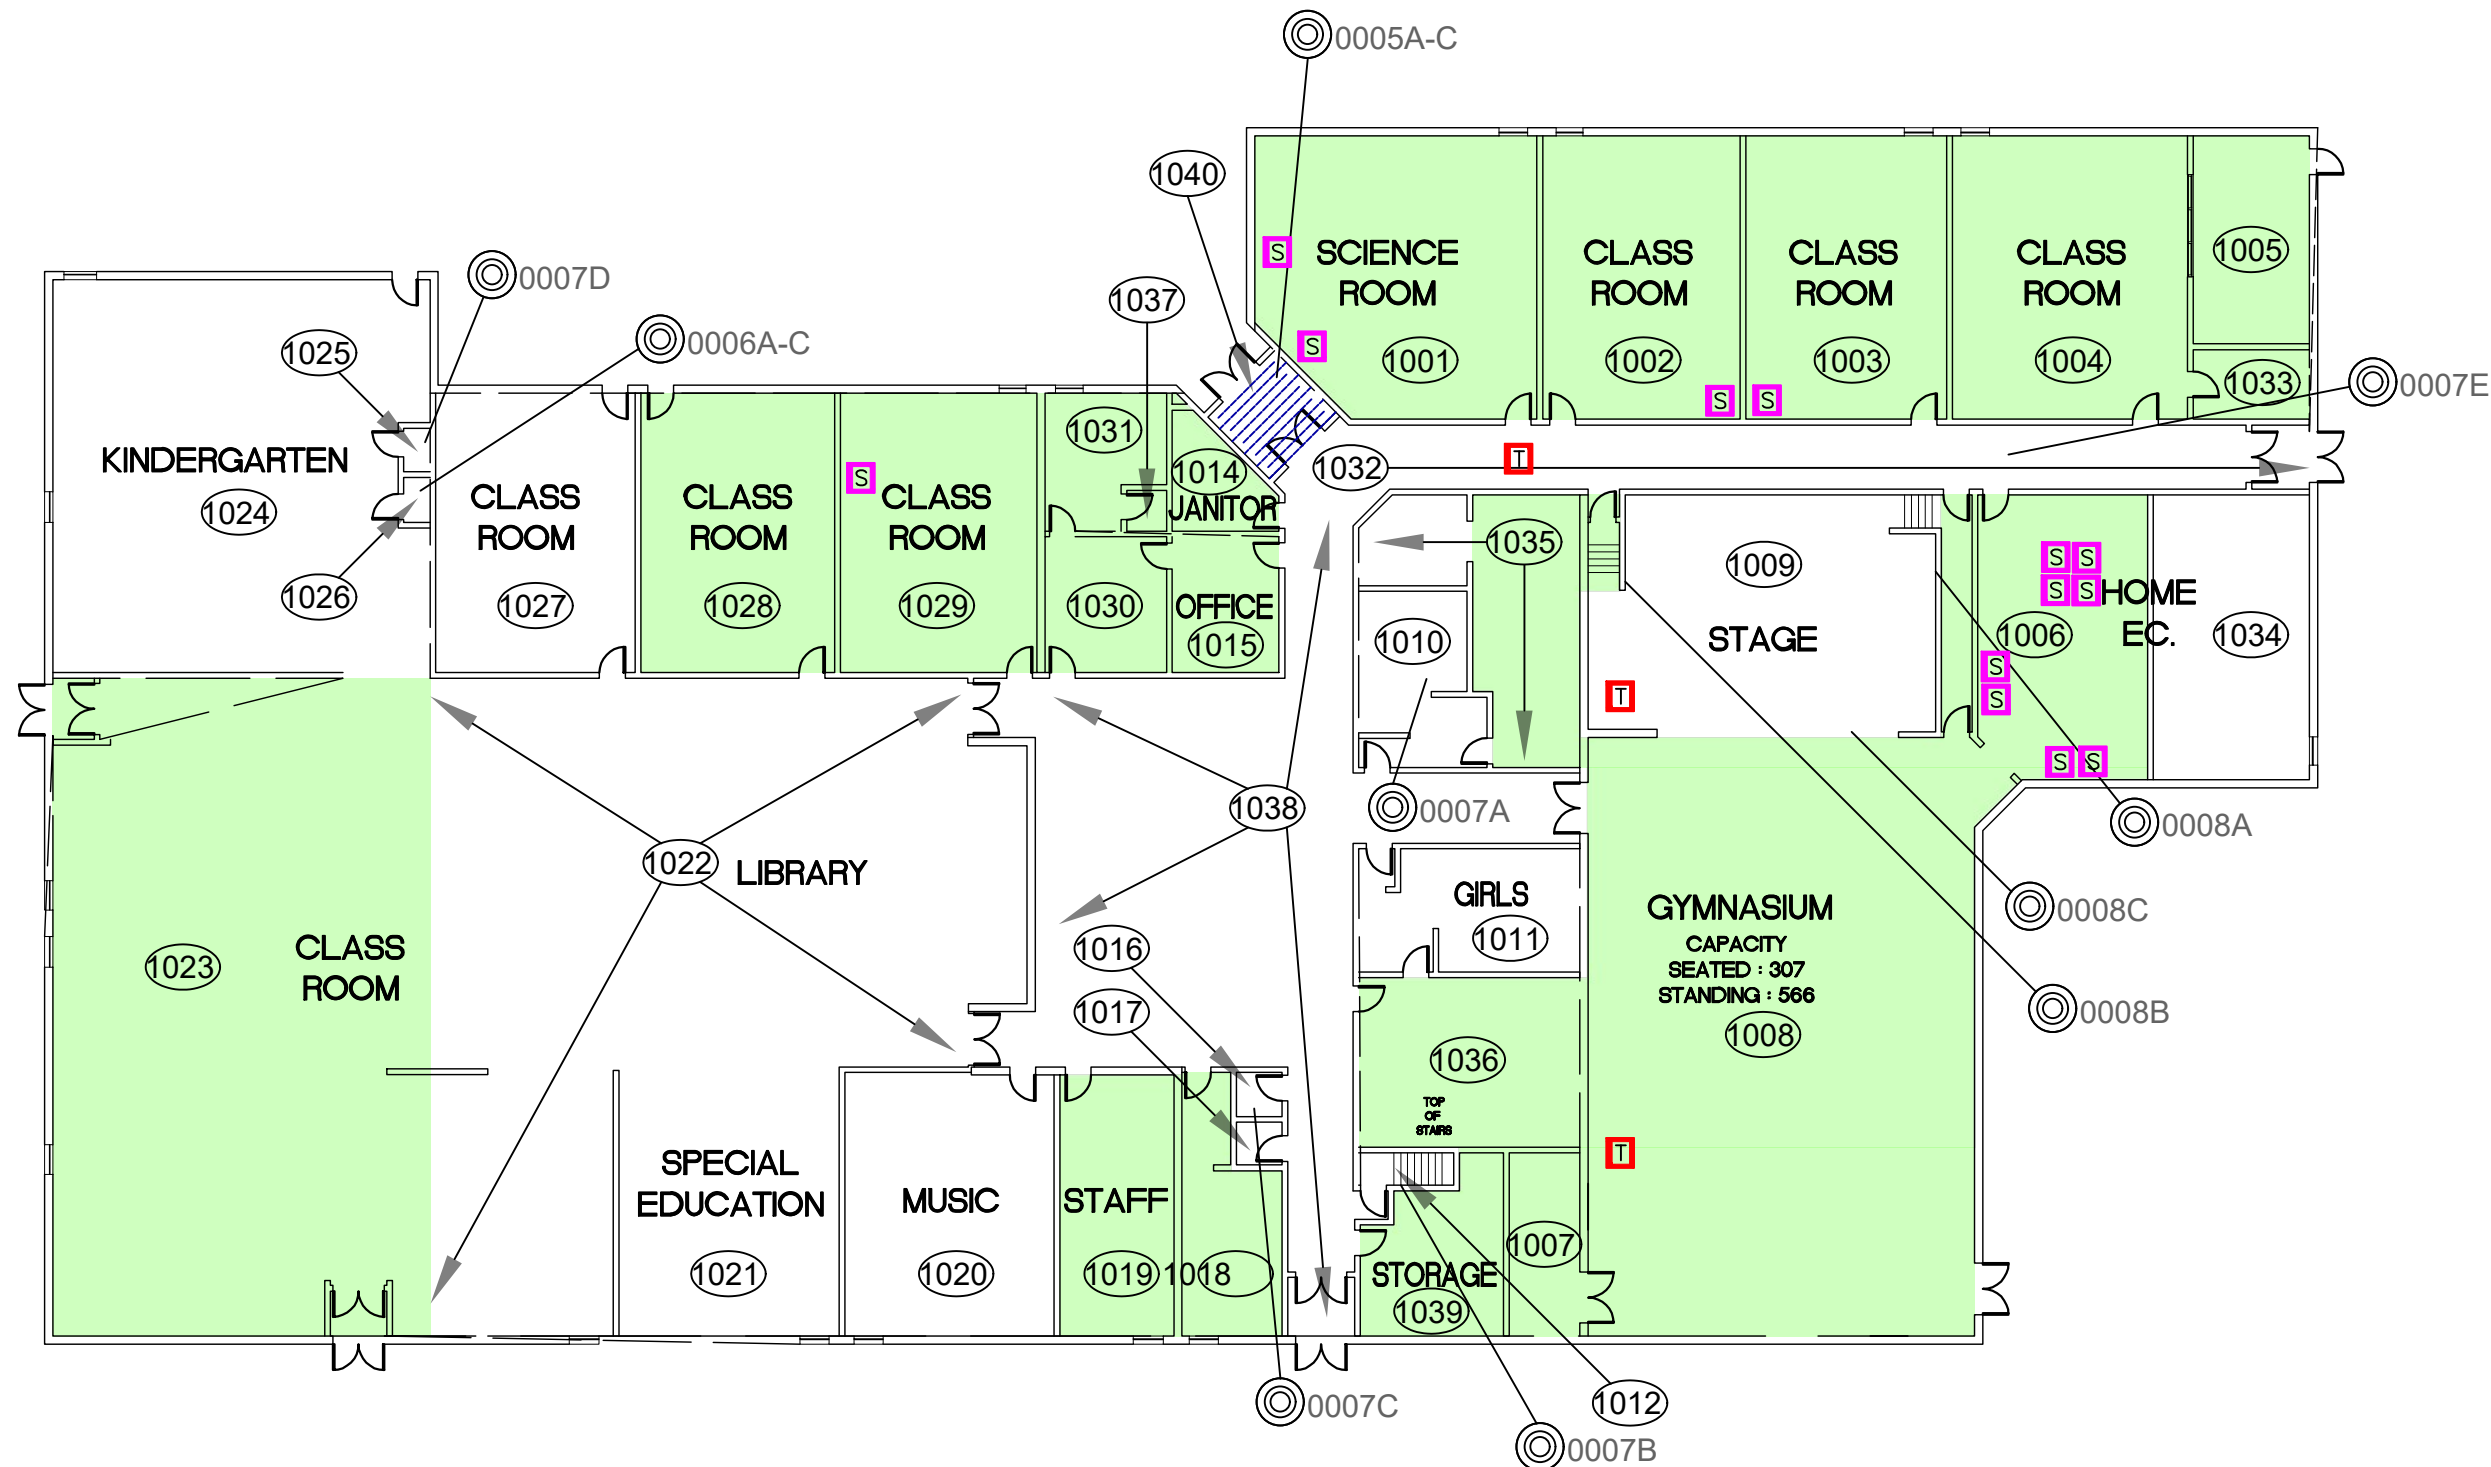 0005A-C
1040
SCIENCE
ROOM
1001
CLASS
ROOM
1002
CLASS
ROOM
1003
CLASS
ROOM
1004
1005
1033
0007E
S
S
S
S
0007D
1037
0006A-C
1025
KINDERGARTEN
1024
1026
CLASS
ROOM
1027
CLASS
ROOM
1028
S
CLASS
ROOM
1029
1031
1030
1014
JANITOR
OFFICE
1015
1032
T
1035
1010
1009
STAGE
T
S
S
S
S
HOME
EC.
1006
S
S
S
S
1034
0007A
0008A
0008C
0008B
1038
1022
LIBRARY
CLASS
ROOM
1023
GIRLS
1011
GYMNASIUM
CAPACITY
SEATED : 307
STANDING : 566
1008
1016
1017
1036
TOP
OF
STAIRS
T
SPECIAL
EDUCATION
1021
MUSIC
1020
STAFF
1019
1018
1007
STORAGE
1039
1012
0007C
0007B